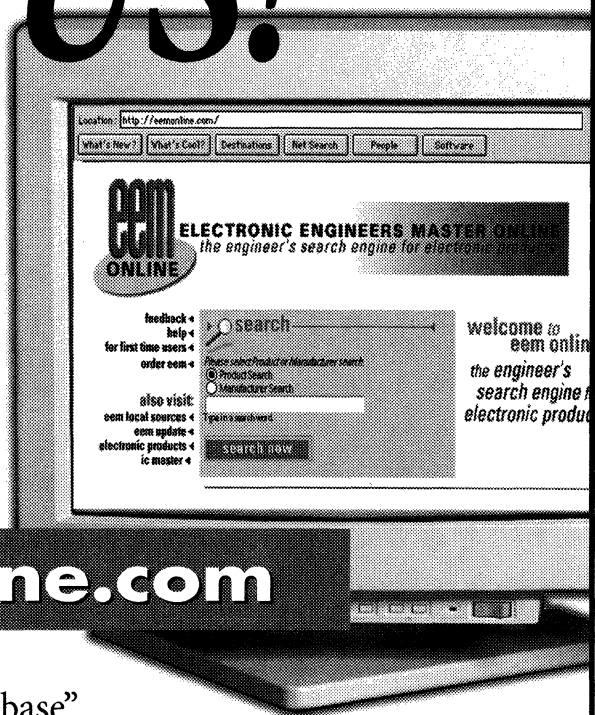 US!
Location: http://eemonline.com/
What's New? What's Cool? Destinations Net Search People Software
eem
ONLINE
ELECTRONIC ENGINEERS MASTER ONLINE
the engineer's search engine for electronic products
feedback
help
for first time users
order eem
also visit:
eem local sources
eem update
electronic products
ic master
search
Please select Product or Manufacturer search
Product Search
Manufacturer Search
Type in a search word.
search now
welcome to
eem onlin
the engineer's
search engine f
electronic produc
ne.com
base”